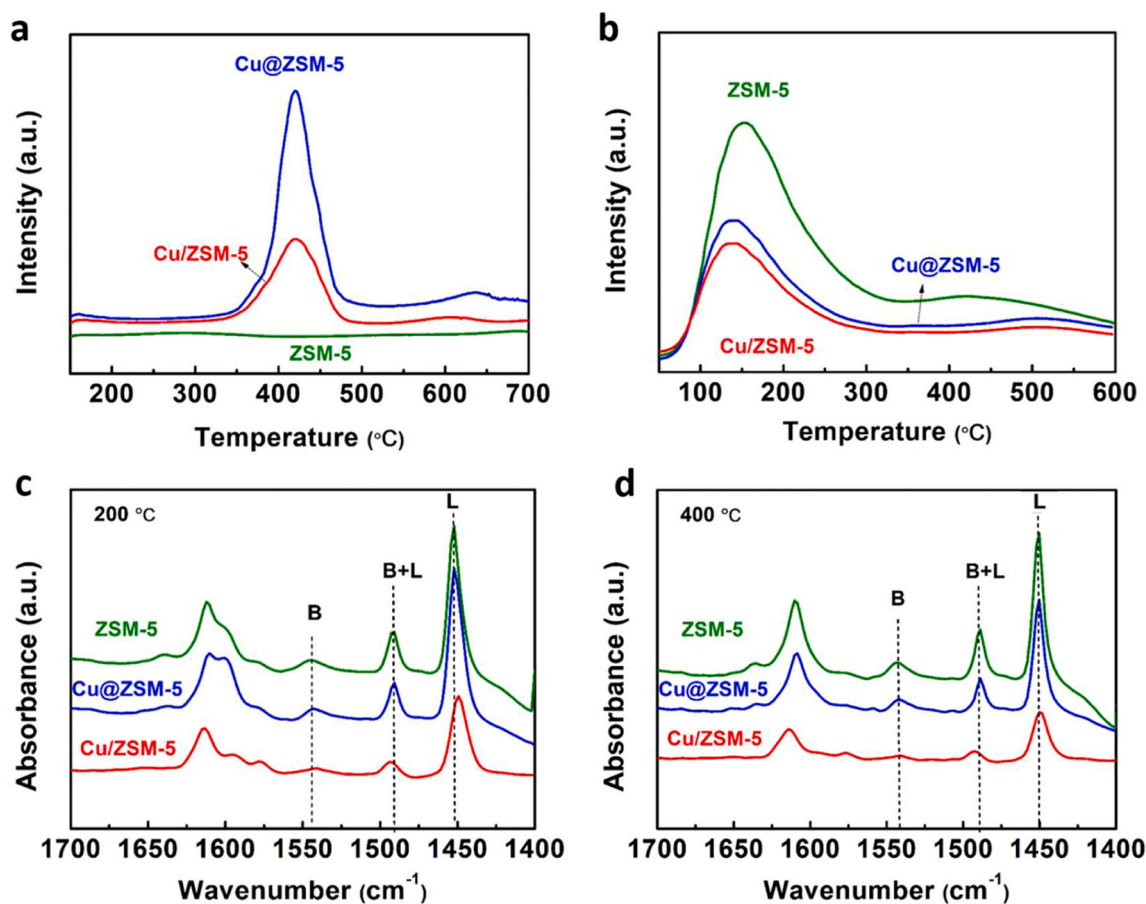 a
Cu@ZSM-5
Cu/ZSM-5
ZSM-5
Intensity (a.u.)
200 300 400 500 600 700
Temperature (°C)
b
ZSM-5
Cu@ZSM-5
Cu/ZSM-5
Intensity (a.u.)
100 200 300 400 500 600
Temperature (°C)
c
200 °C
L
B+L
B
ZSM-5
Cu@ZSM-5
Cu/ZSM-5
Absorbance (a.u.)
1700 1650 1600 1550 1500 1450 1400
Wavenumber (cm⁻¹)
d
400 °C
L
B+L
B
ZSM-5
Cu@ZSM-5
Cu/ZSM-5
Absorbance (a.u.)
1700 1650 1600 1550 1500 1450 1400
Wavenumber (cm⁻¹)